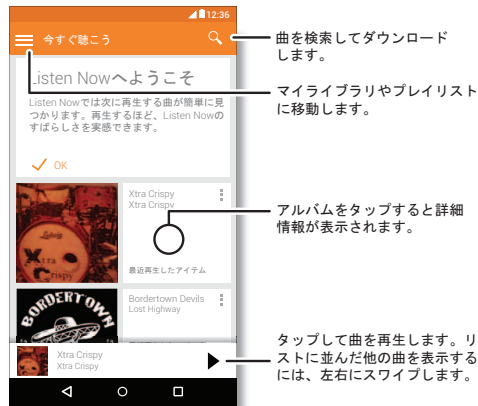 12:36
今すぐ聴こう
Listen Nowへようこそ
Listen Nowでは次に再生する曲が簡単に見
つかります。再生するほど、Listen Nowの
すばらしさを実感できます。
OK
Xtra Crispy
Xtra Crispy
最近再生したアイテム
Ludwig
Xtra
Crispy
BORDERTOWN
Bordertown Devils
Lost Highway
Xtra Crispy
Xtra Crispy
曲を検索してダウンロード
します。
マイライブラリやプレイリスト
に移動します。
アルバムをタップすると詳細
情報が表示されます。
タップして曲を再生します。リ
ストに並んだ他の曲を表示する
には、左右にスワイプします。